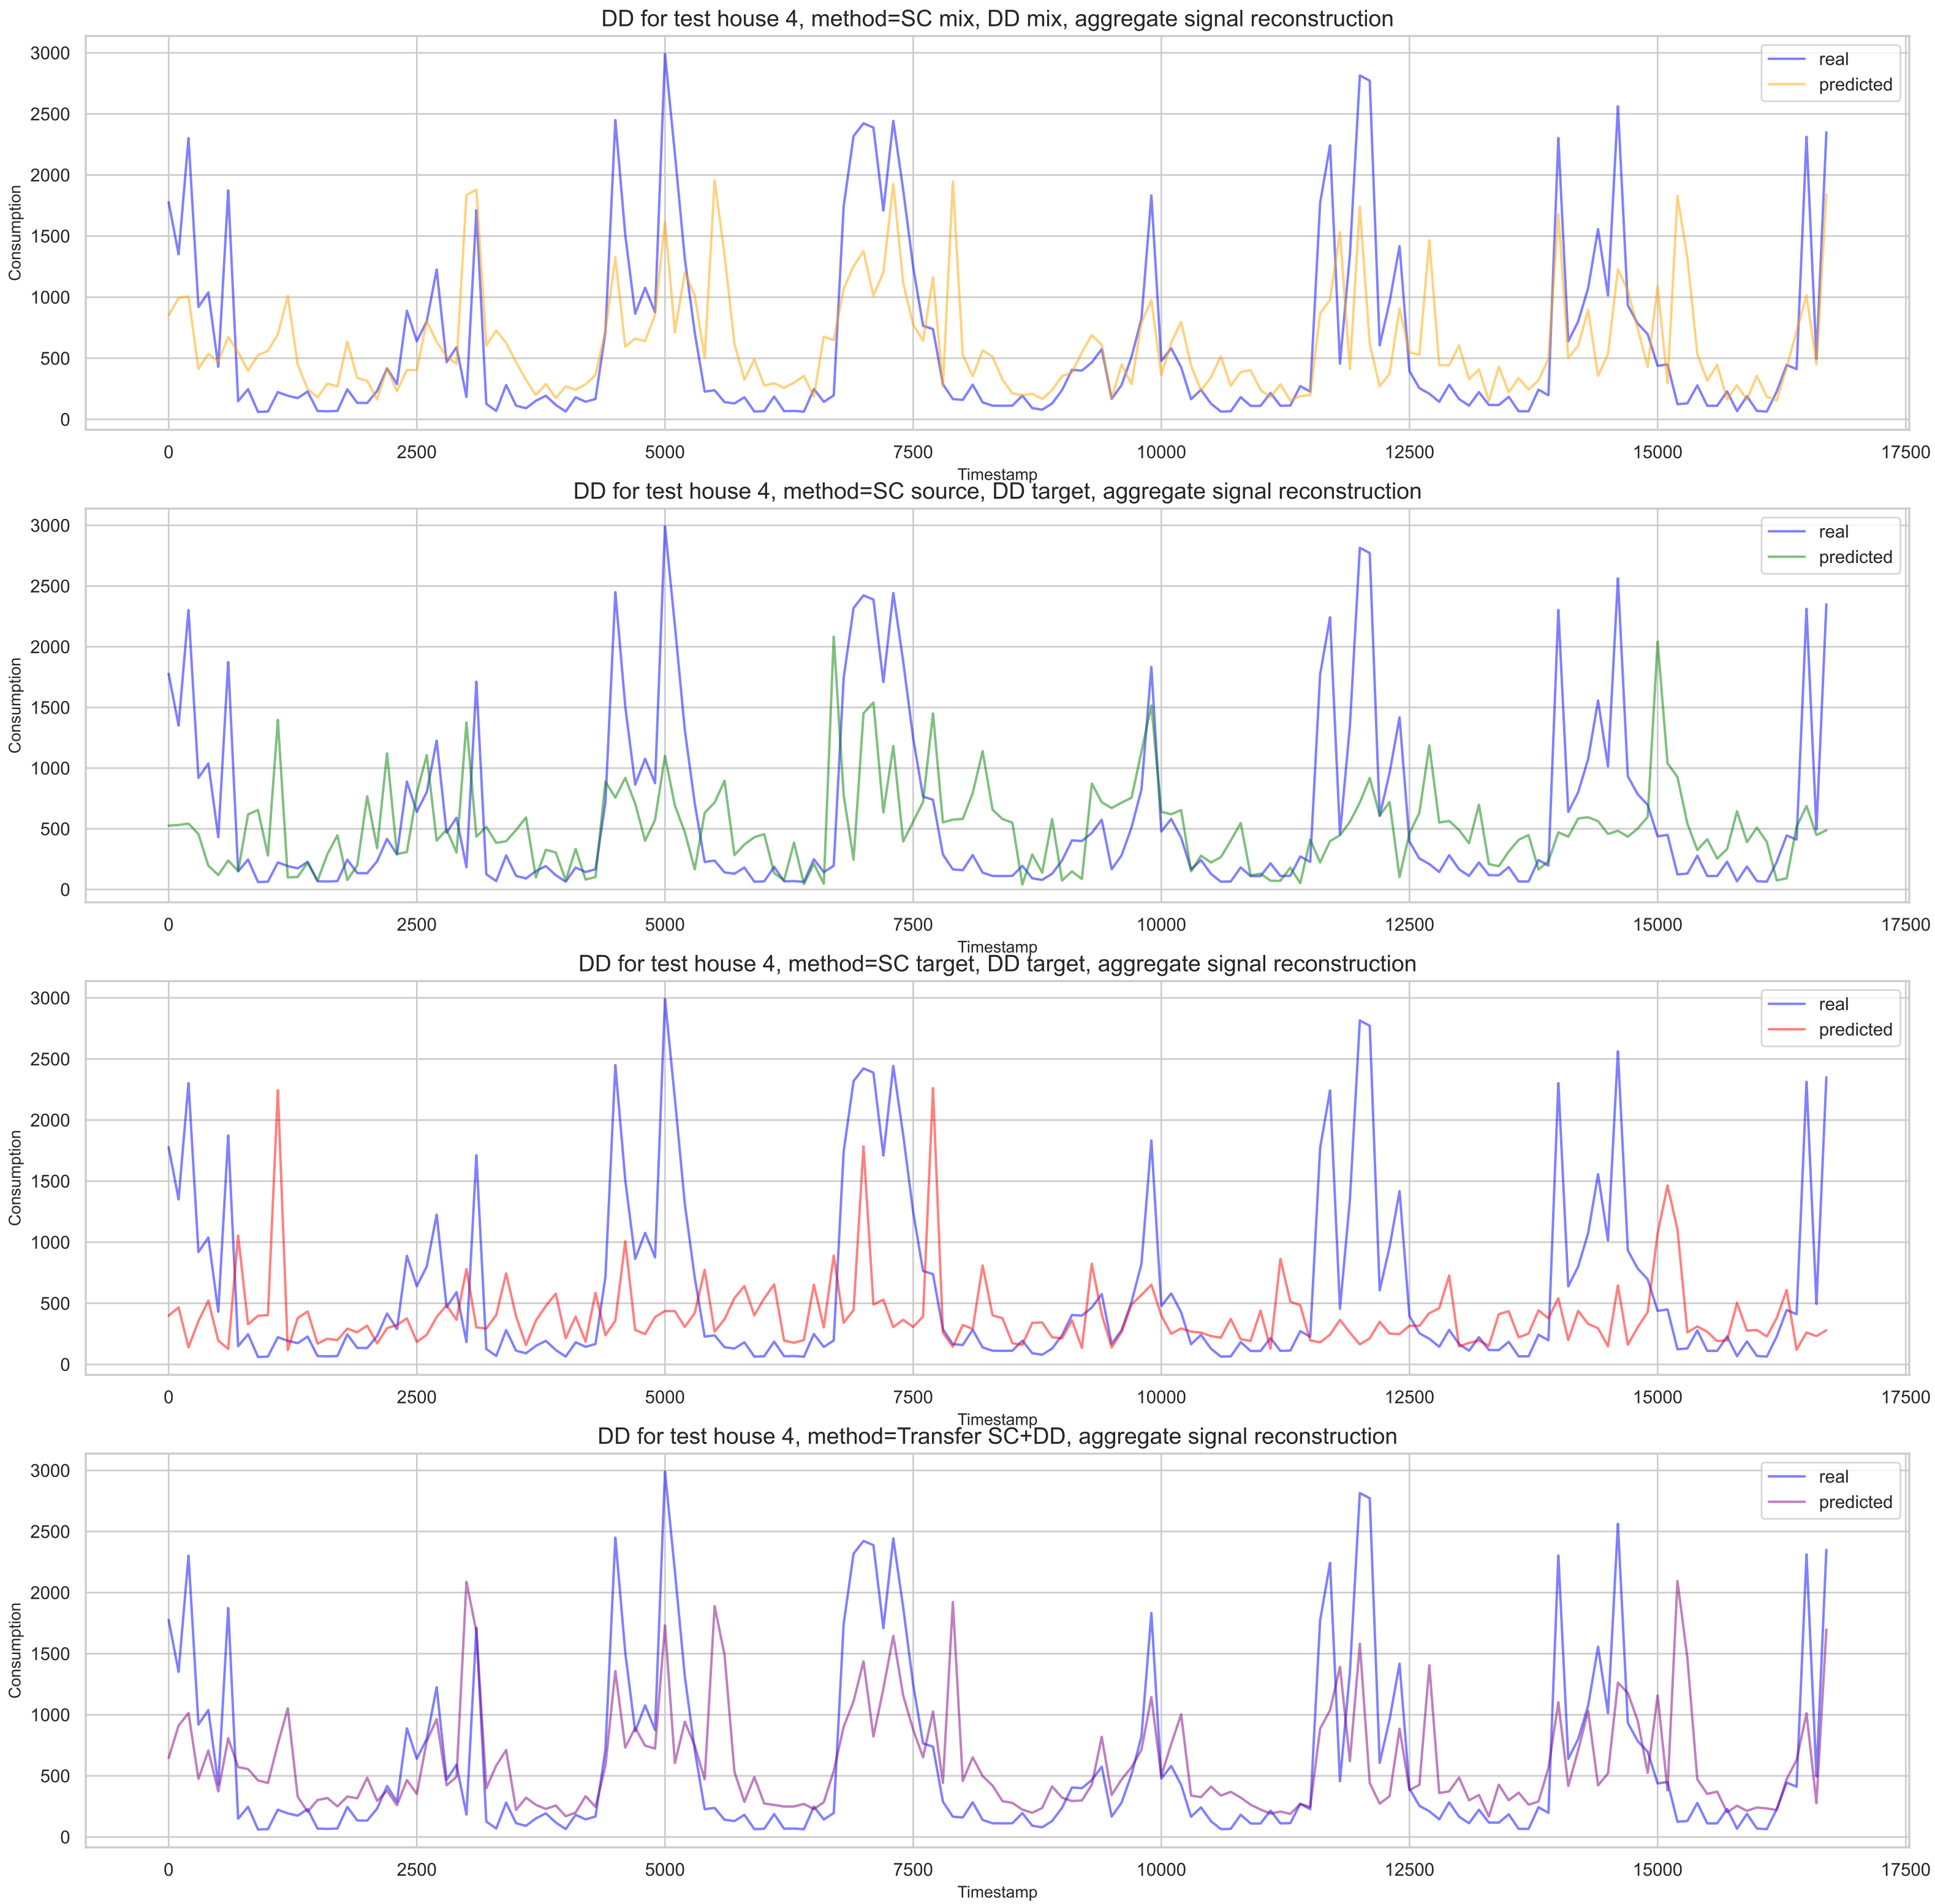 DD for test house 4, method=SC mix, DD mix, aggregate signal reconstruction
3000
2500
2000
1500
1000
500
0
Consumption
real
predicted
0 2500 5000 7500 10000 12500 15000 17500
Timestamp
DD for test house 4, method=SC source, DD target, aggregate signal reconstruction
3000
2500
2000
1500
1000
500
0
Consumption
real
predicted
0 2500 5000 7500 10000 12500 15000 17500
Timestamp
DD for test house 4, method=SC target, DD target, aggregate signal reconstruction
3000
2500
2000
1500
1000
500
0
Consumption
real
predicted
0 2500 5000 7500 10000 12500 15000 17500
Timestamp
DD for test house 4, method=Transfer SC+DD, aggregate signal reconstruction
3000
2500
2000
1500
1000
500
0
Consumption
real
predicted
0 2500 5000 7500 10000 12500 15000 17500
Timestamp